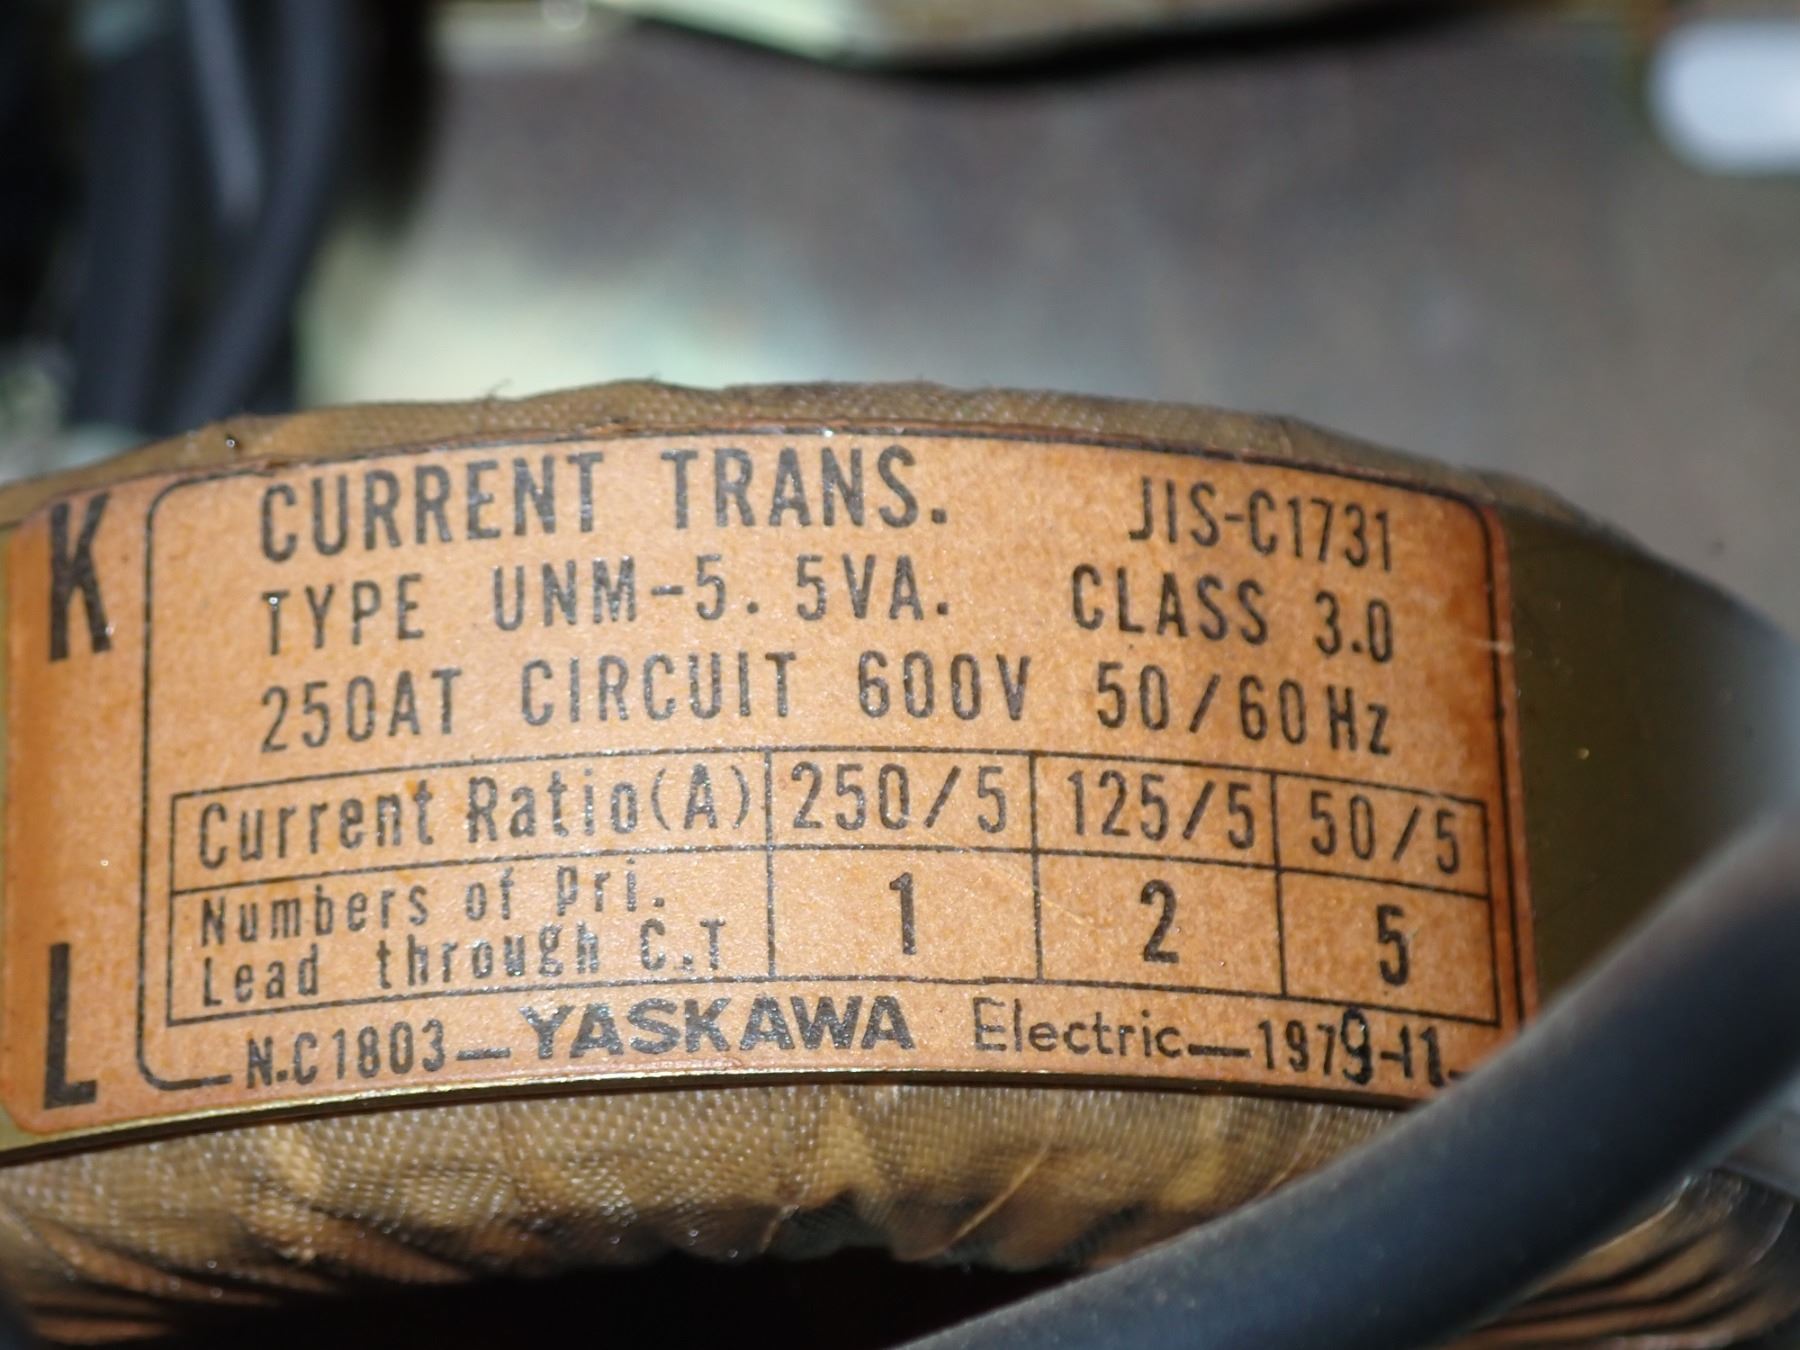 K
CURRENT TRANS. JIS-C1731
TYPE UNM-5. 5VA. CLASS 3.0
250AT CIRCUIT 600V 50/60Hz
Current Ratio(A) 250/5 125/5 50/5
Numbers of pri.
Lead through C.T 1 2 5
L
N.C1803-YASKAWA Electric-1979-11